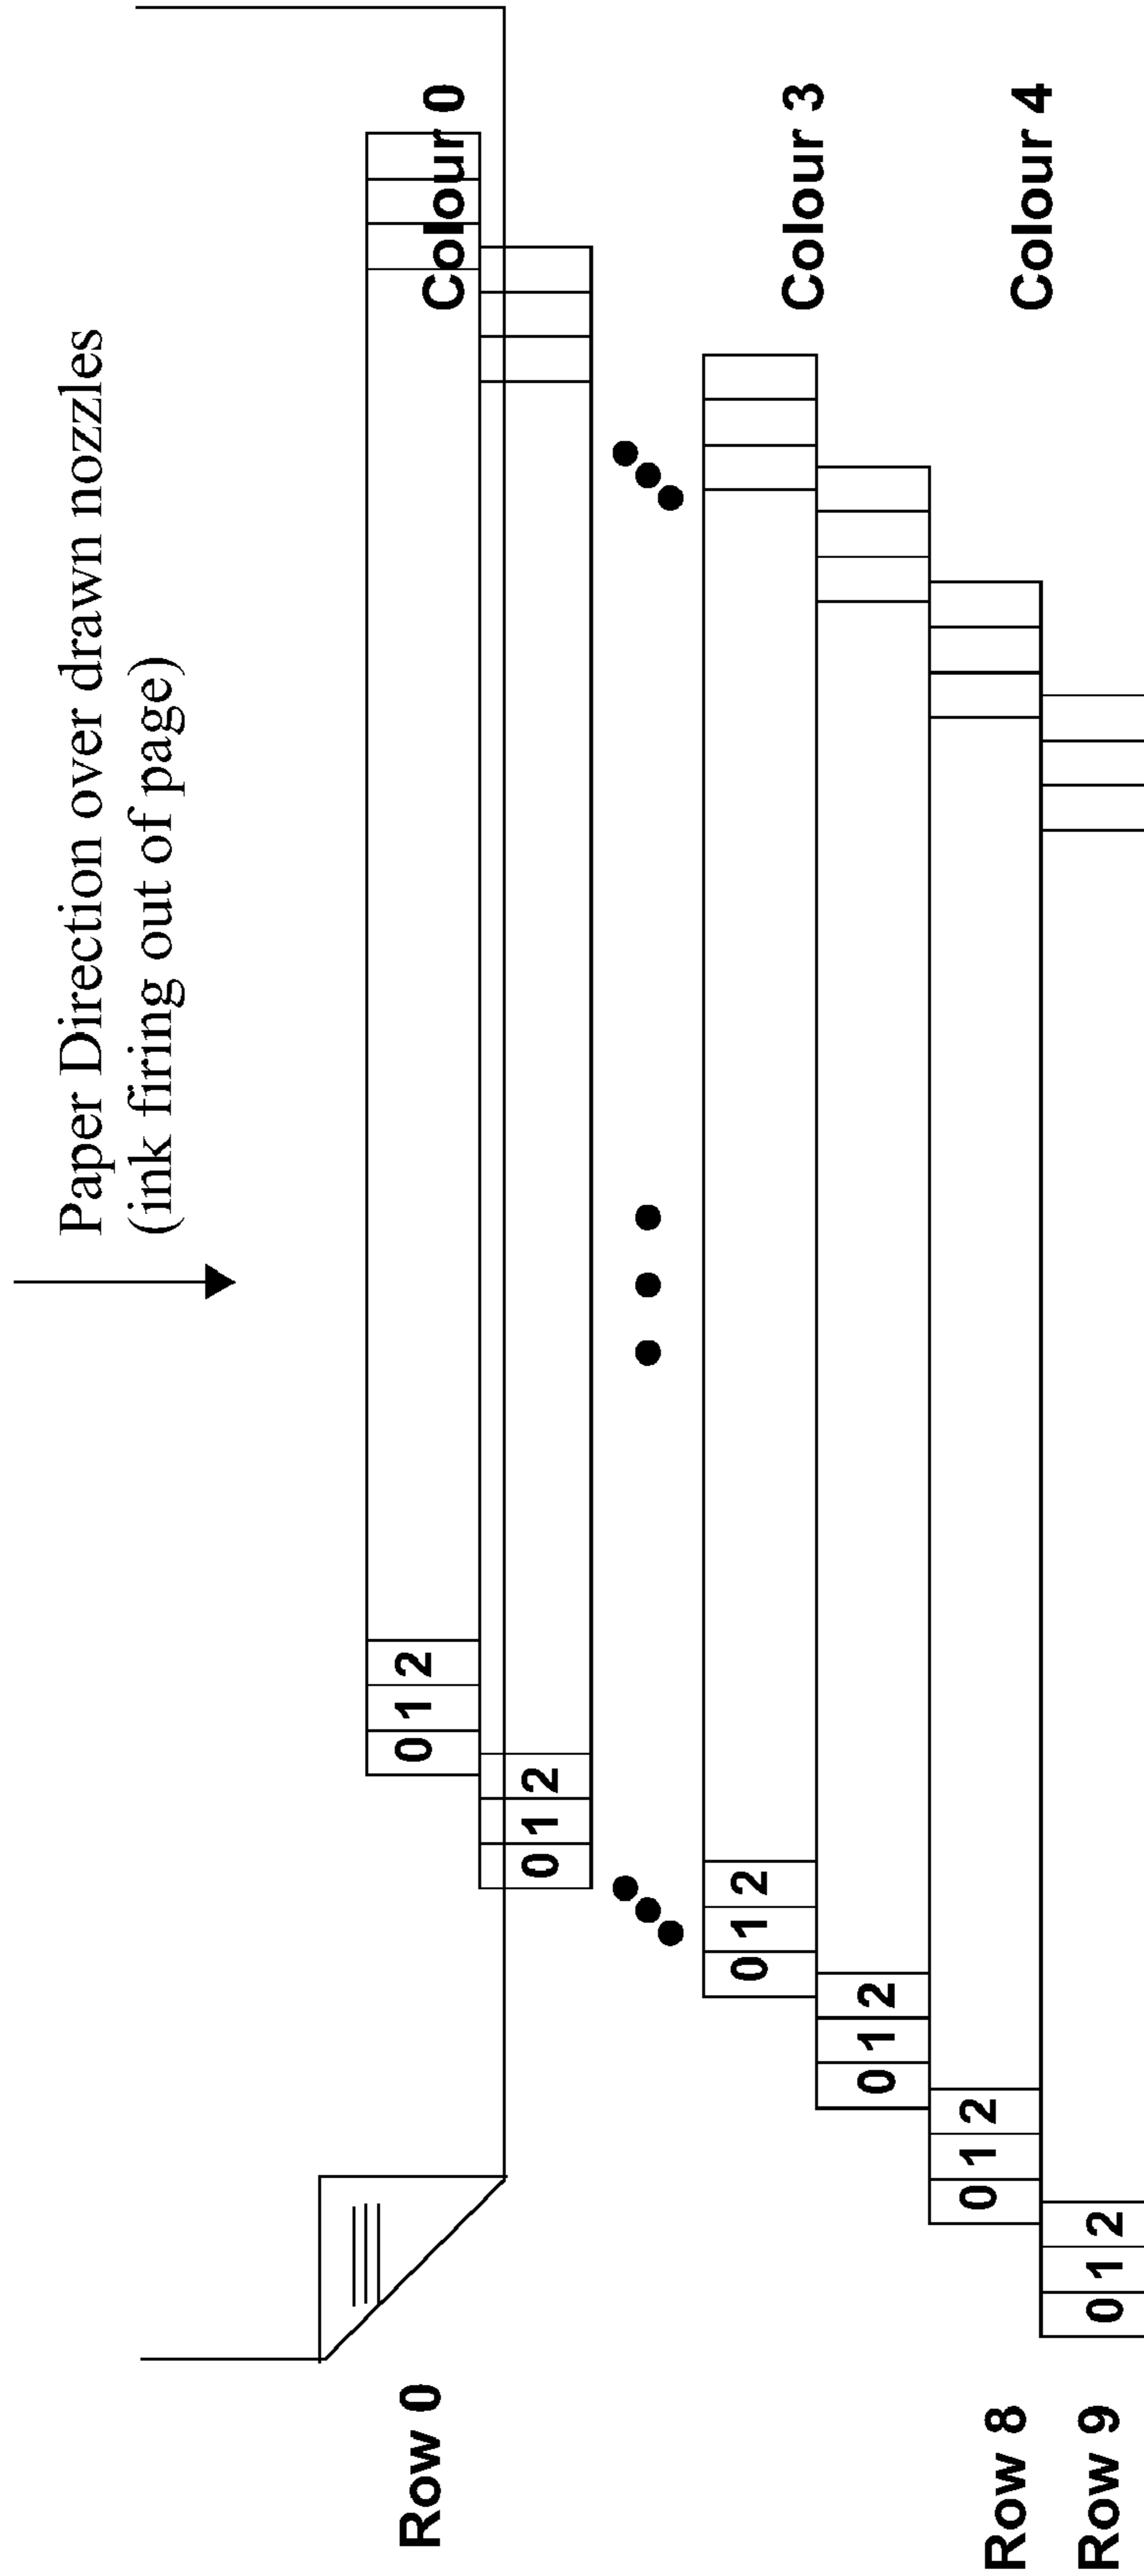 Paper Direction over drawn nozzles
(ink firing out of page)
Row 0 0 1 2 Colour 0
0 1 2
0 1 2 Colour 3
0 1 2
Row 8 0 1 2 Colour 4
Row 9 0 1 2